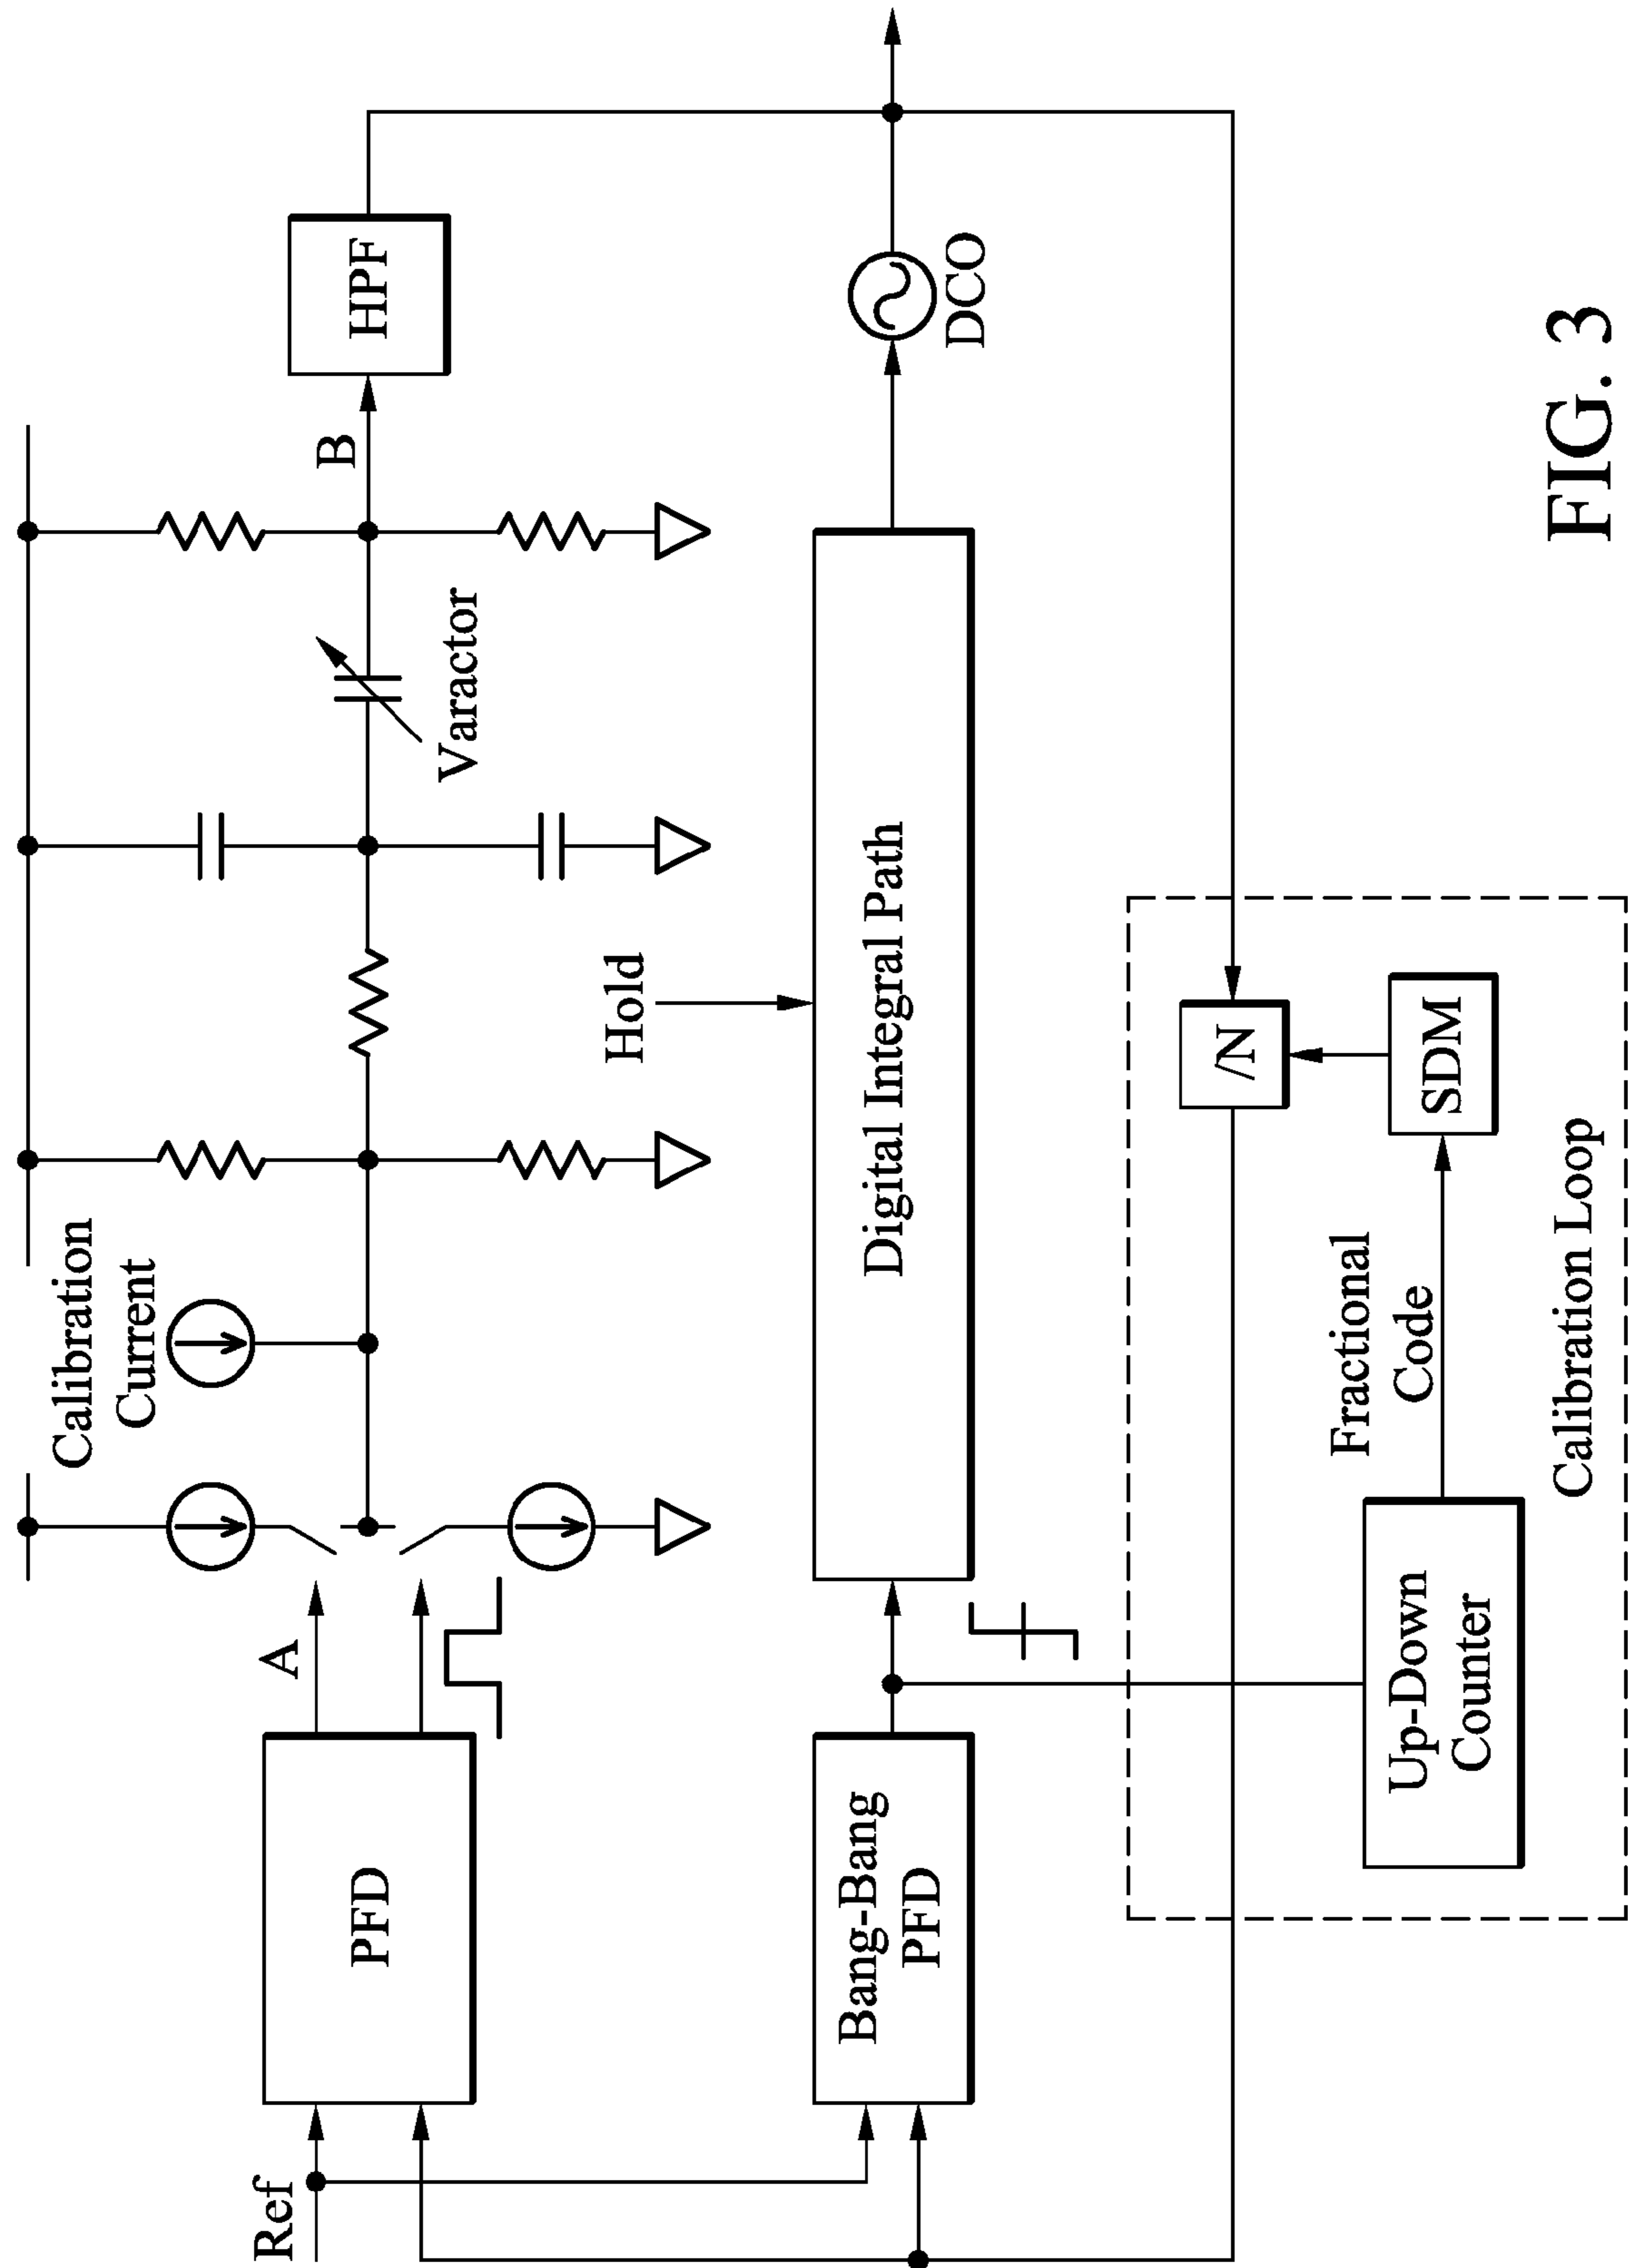 Calibration
Current
Ref
PFD
A
B
HPF
Varactor
Hold
Bang-Bang
PFD
Digital Integral Path
DCO
/N
Fractional
Code
SDM
Up-Down
Counter
Calibration Loop
FIG. 3